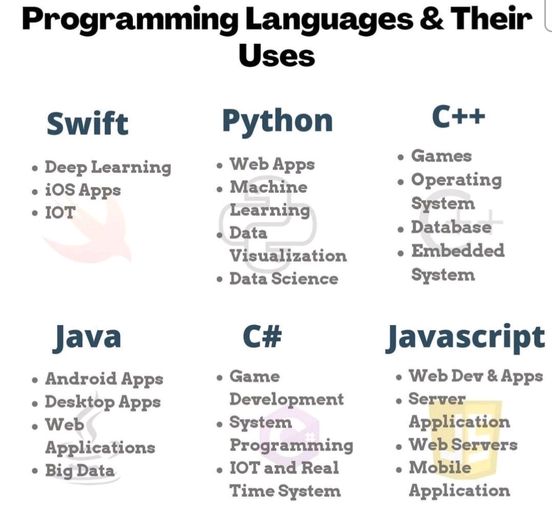 Programming Languages & Their
Uses
Swift
• Deep Learning
• iOS Apps
• IOT
Python
• Web Apps
• Machine
Learning
• Data
Visualization
• Data Science
C++
• Games
• Operating
System
• Database
• Embedded
System
Java
• Android Apps
• Desktop Apps
• Web
Applications
• Big Data
C#
• Game
Development
• System
Programming
• IOT and Real
Time System
Javascript
• Web Dev & Apps
• Server
Application
• Web Servers
• Mobile
Application